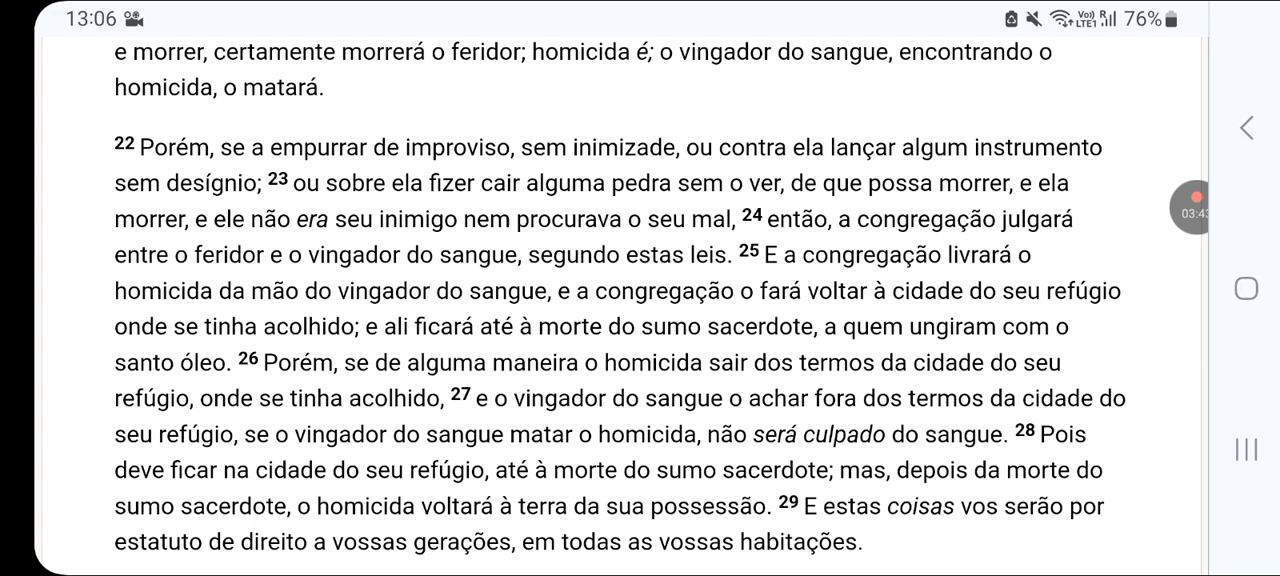 13:06
Vo)) R
LTE1
76%
e morrer, certamente morrerá o feridor; homicida é; o vingador do sangue, encontrando o
homicida, o matará.
22 Porém, se a empurrar de improviso, sem inimizade, ou contra ela lançar algum instrumento
sem desígnio; 23 ou sobre ela fizer cair alguma pedra sem o ver, de que possa morrer, e ela
morrer, e ele não era seu inimigo nem procurava o seu mal, 24 então, a congregação julgará
entre o feridor e o vingador do sangue, segundo estas leis. 25 E a congregação livrará o
homicida da mão do vingador do sangue, e a congregação o fará voltar à cidade do seu refúgio
onde se tinha acolhido; e ali ficará até à morte do sumo sacerdote, a quem ungiram com o
santo óleo. 26 Porém, se de alguma maneira o homicida sair dos termos da cidade do seu
refúgio, onde se tinha acolhido, 27 e o vingador do sangue o achar fora dos termos da cidade do
seu refúgio, se o vingador do sangue matar o homicida, não será culpado do sangue. 28 Pois
deve ficar na cidade do seu refúgio, até à morte do sumo sacerdote; mas, depois da morte do
sumo sacerdote, o homicida voltará à terra da sua possessão. 29 E estas coisas vos serão por
estatuto de direito a vossas gerações, em todas as vossas habitações.